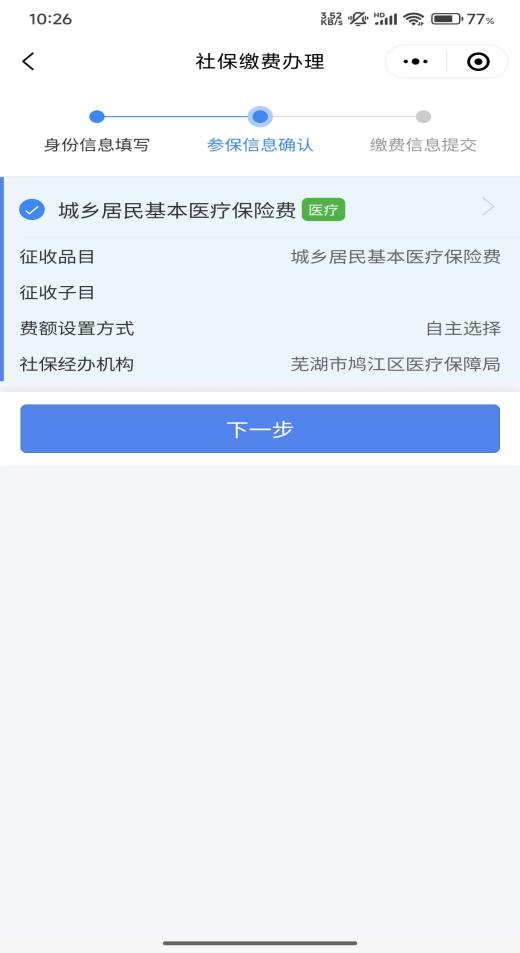 10:26
3.52 KB/s HD 77%
社保缴费办理
身份信息填写 参保信息确认 缴费信息提交
城乡居民基本医疗保险费 医疗
征收品目 城乡居民基本医疗保险费
征收子目
费额设置方式 自主选择
社保经办机构 芜湖市鸠江区医疗保障局
下一步